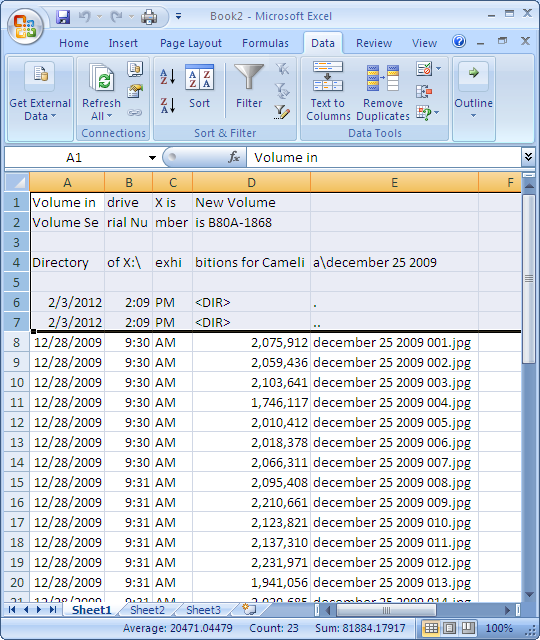 Book2 - Microsoft Excel
Home Insert Page Layout Formulas Data Review View
Get External Data
Refresh All
Sort
Filter
Text to Columns
Remove Duplicates
Outline
Connections
Sort & Filter
Data Tools
A1 fx Volume in
A B C D E F
1 Volume in drive X is New Volume
2 Volume Se rial Nu mber is B80A-1868
3
4 Directory of X:\ exhi bitions for Cameli a\december 25 2009
5
6 2/3/2012 2:09 PM <DIR> .
7 2/3/2012 2:09 PM <DIR> ..
8 12/28/2009 9:30 AM 2,075,912 december 25 2009 001.jpg
9 12/28/2009 9:30 AM 2,059,436 december 25 2009 002.jpg
10 12/28/2009 9:30 AM 2,103,641 december 25 2009 003.jpg
11 12/28/2009 9:30 AM 1,746,117 december 25 2009 004.jpg
12 12/28/2009 9:30 AM 2,010,412 december 25 2009 005.jpg
13 12/28/2009 9:30 AM 2,018,378 december 25 2009 006.jpg
14 12/28/2009 9:30 AM 2,066,311 december 25 2009 007.jpg
15 12/28/2009 9:31 AM 2,095,408 december 25 2009 008.jpg
16 12/28/2009 9:31 AM 2,210,661 december 25 2009 009.jpg
17 12/28/2009 9:31 AM 2,123,821 december 25 2009 010.jpg
18 12/28/2009 9:31 AM 2,137,310 december 25 2009 011.jpg
19 12/28/2009 9:31 AM 2,231,971 december 25 2009 012.jpg
20 12/28/2009 9:31 AM 1,941,056 december 25 2009 013.jpg
21 12/28/2009 9:31 AM december 25 2009 014.jpg
Sheet1 Sheet2 Sheet3
Average: 20471.04479 Count: 23 Sum: 81884.17917 100%